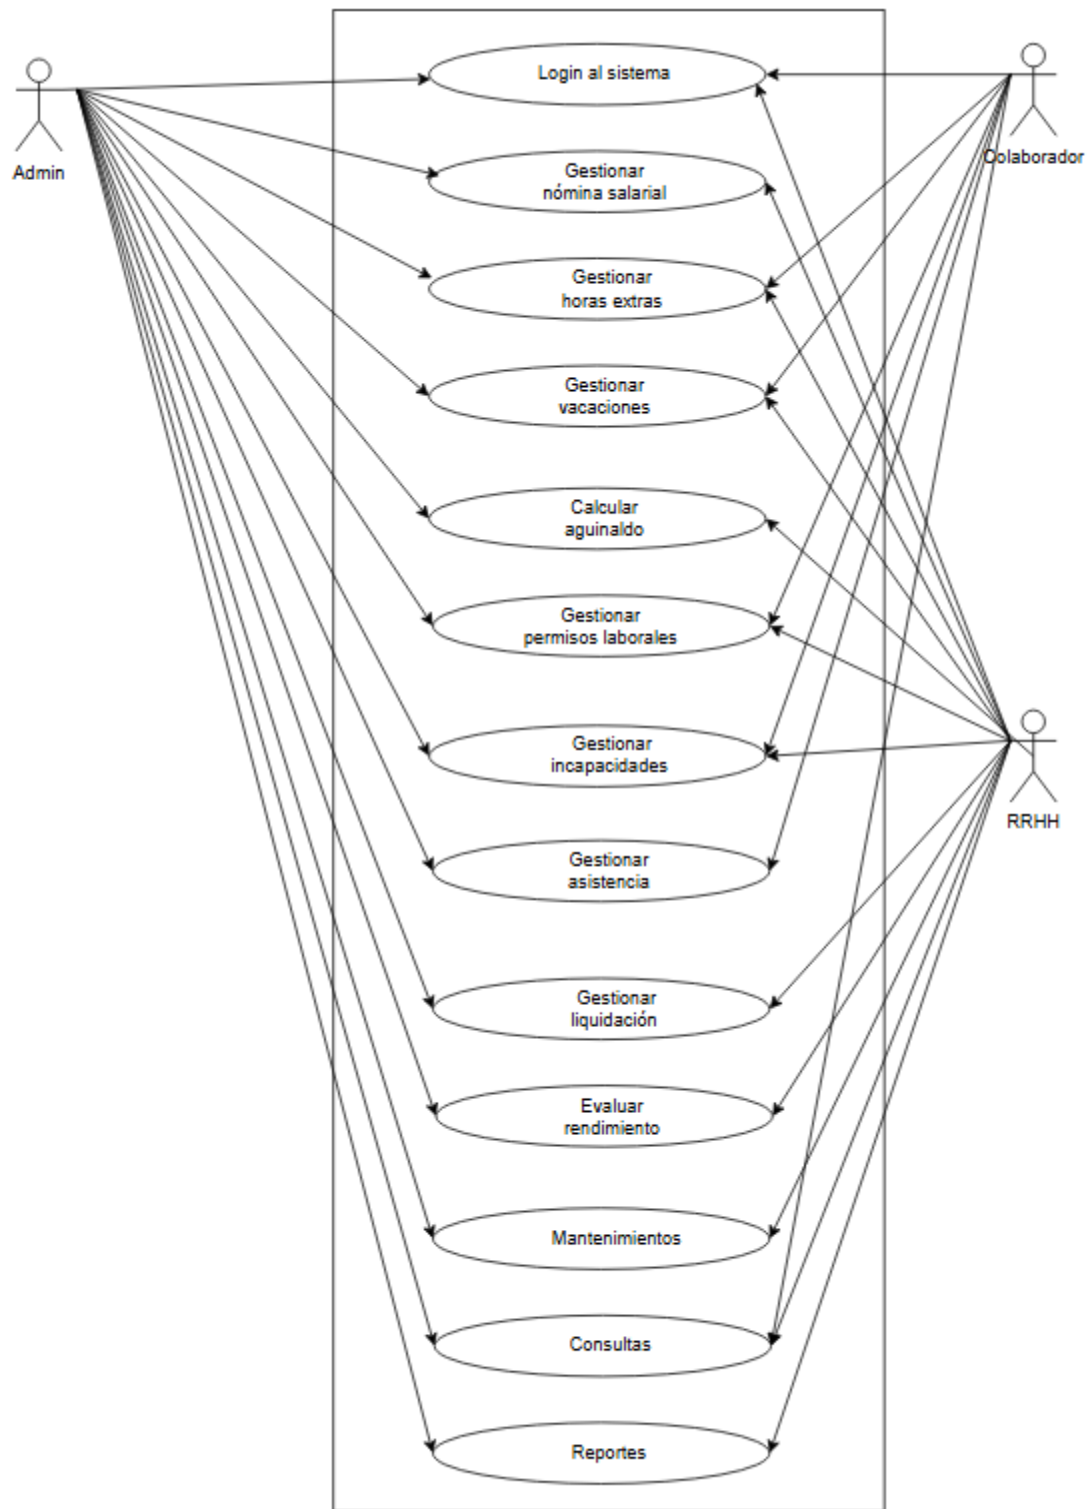 Admin
Colaborador
Login al sistema
Gestionar
nómina salarial
Gestionar
horas extras
Gestionar
vacaciones
Calcular
aguinaldo
Gestionar
permisos laborales
Gestionar
incapacidades
RRHH
Gestionar
asistencia
Gestionar
liquidación
Evaluar
rendimiento
Mantenimientos
Consultas
Reportes